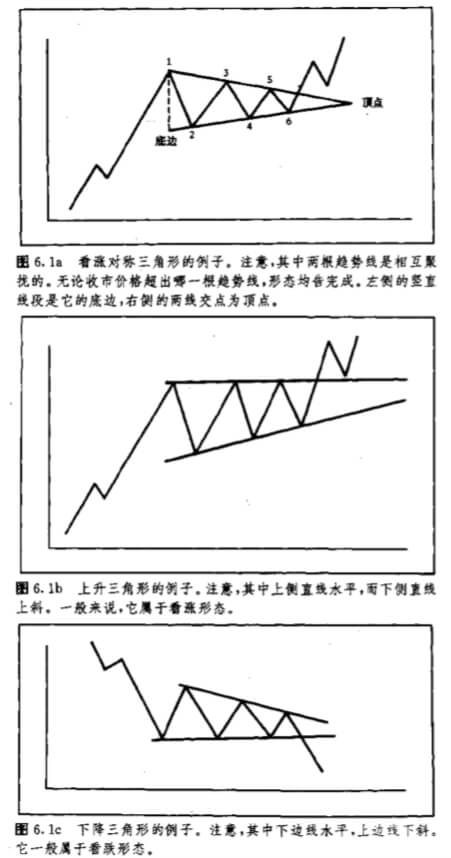 1
3
5
顶点
底边
2
4
6
图 6.1a 看涨对称三角形的例子。注意,其中两根趋势线是相互聚
扰的。无论收市价格超出哪一根趋势线,形态均告完成。左侧的竖直
线段是它的底边,右侧的两线交点为顶点。
图 6.1b 上升三角形的例子。注意,其中上侧直线水平,而下侧直线
上斜。一般来说,它属于看涨形态。
图 6.1c 下降三角形的例子。注意,其中下边线水平,上边线下斜。
它一般属于看跌形态。